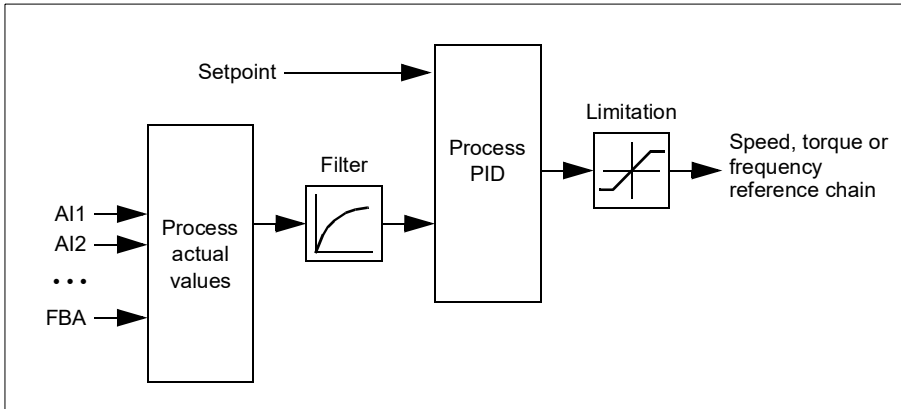 Setpoint
AI1
AI2
• • •
FBA
Process
actual
values
Filter
Process
PID
Limitation
Speed, torque or
frequency
reference chain